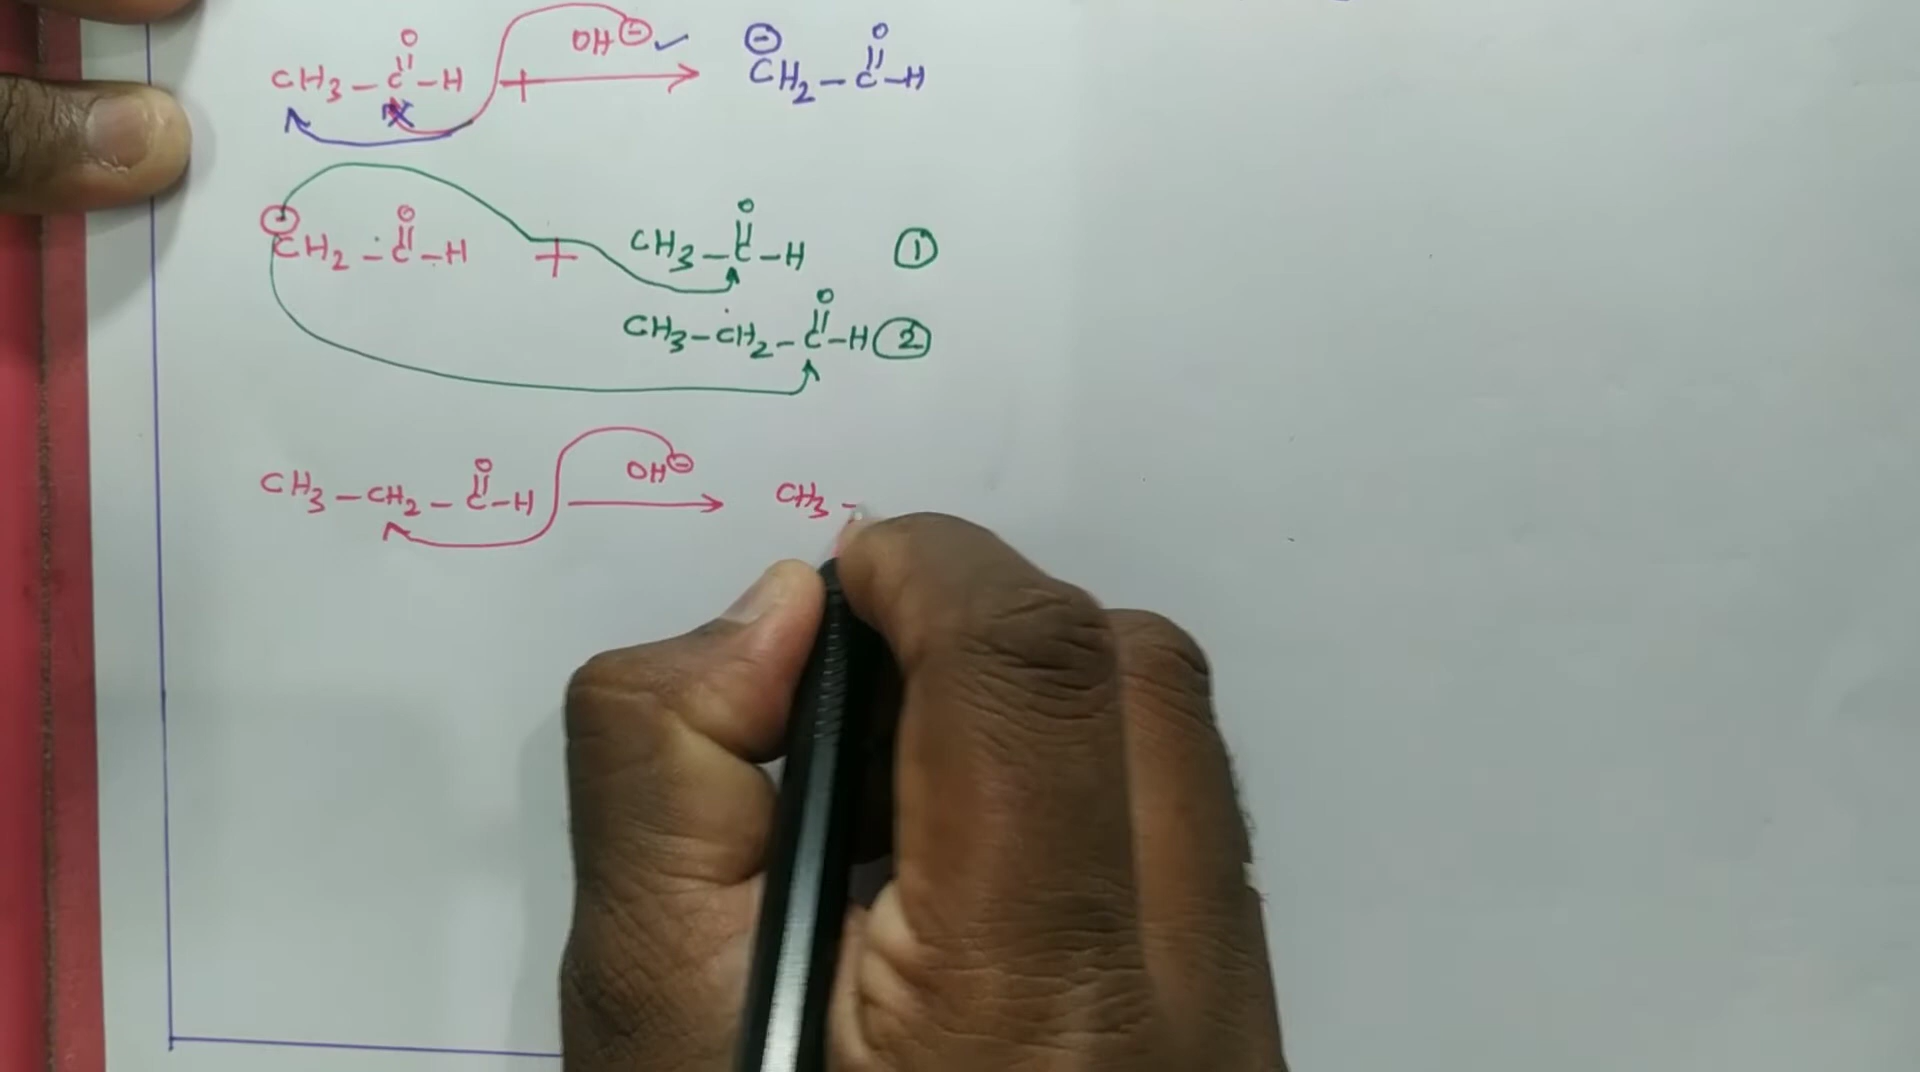 O OH⊖ ✓ ⊖ O
CH3 – C – H + → CH2 – C – H
⊖ O O
CH2 – C – H + CH3 – C – H ①
O
CH3 – CH2 – C – H ②
O OH⊖
CH3 – CH2 – C – H → CH3 –